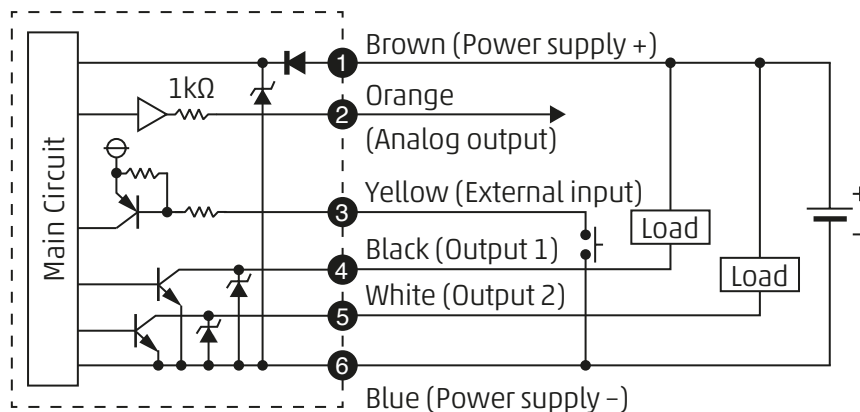 Main Circuit
1kΩ
1
Brown (Power supply +)
2
Orange
(Analog output)
3
Yellow (External input)
4
Black (Output 1)
5
White (Output 2)
6
Blue (Power supply –)
Load
Load
+
–